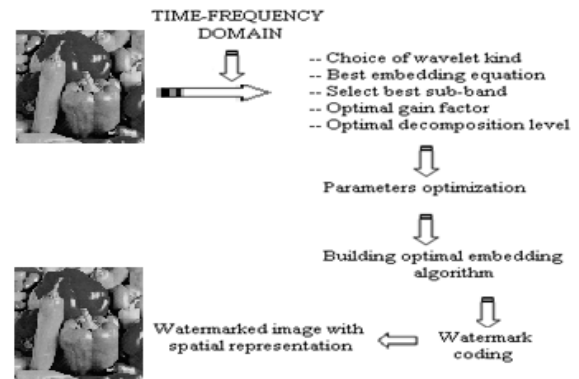 TIME-FREQUENCY
DOMAIN
-- Choice of wavelet kind
-- Best embedding equation
-- Select best sub-band
-- Optimal gain factor
-- Optimal decomposition level
Parameters optimization
Building optimal embedding
algorithm
Watermark
coding
Watermarked image with
spatial representation